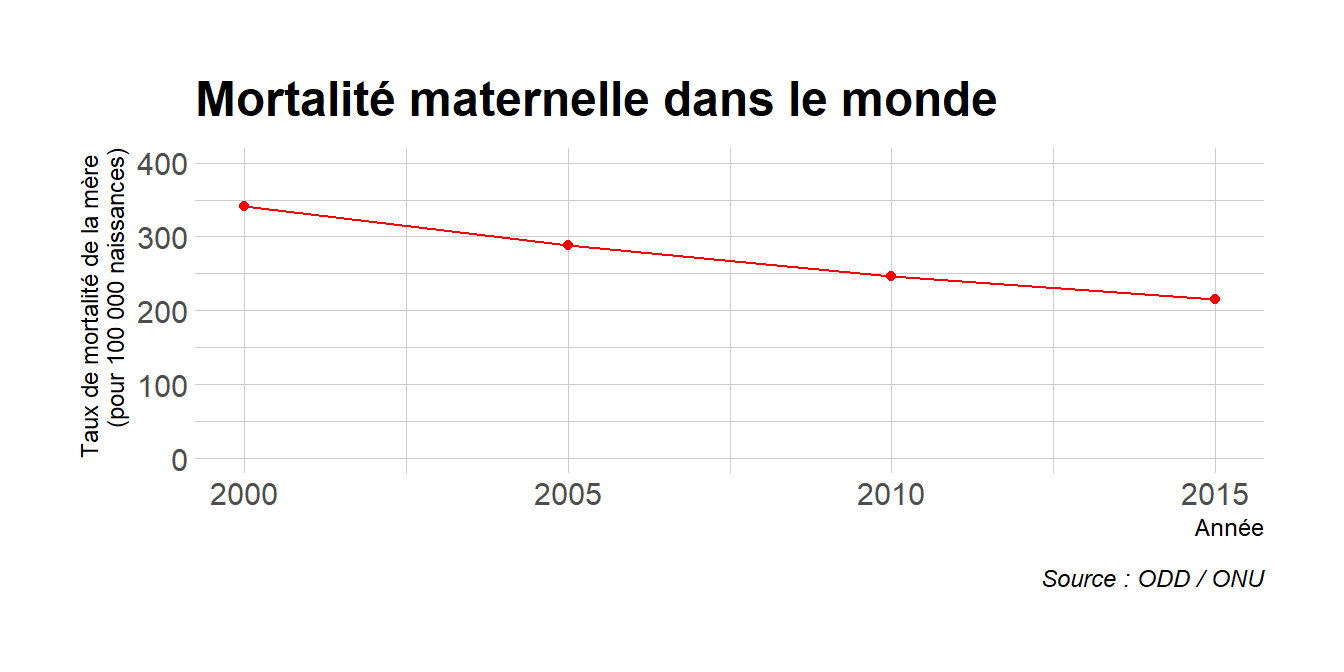 Mortalité maternelle dans le monde
Taux de mortalité de la mère
(pour 100 000 naissances)
400
300
200
100
0
2000 2005 2010 2015
Année
Source : ODD / ONU